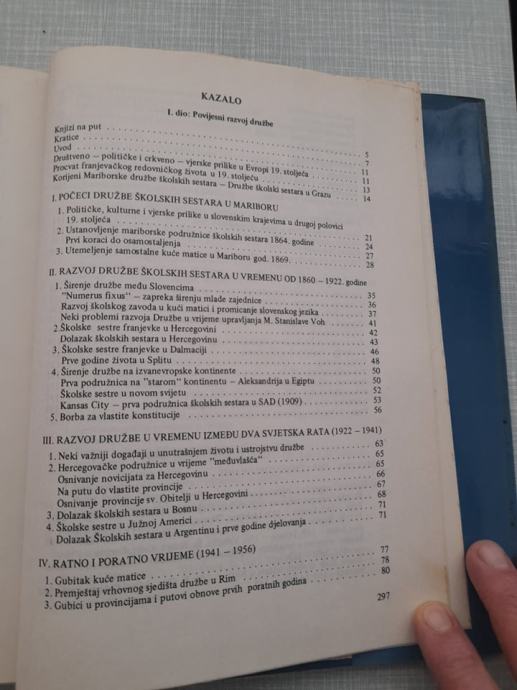 KAZALO
I. dio: Povijesni razvoj družbe
Knjizi na put 5
Kratice 7
Uvod 11
Društveno – političke i crkveno – vjerske prilike u Evropi 19. stoljeća 11
Procvat franjevačkog redovničkog života u 19. stoljeću 13
Korijeni Mariborske družbe školskih sestara – Družbe školski sestara u Grazu 14
I. POČECI DRUŽBE ŠKOLSKIH SESTARA U MARIBORU
1. Političke, kulturne i vjerske prilike u slovenskim krajevima u drugoj polovici
19. stoljeća 21
2. Ustanovljenje mariborske podružnice školskih sestara 1864. godine 24
Prvi koraci do osamostaljenja 27
3. Utemeljenje samostalne kuće matice u Mariboru god. 1869. 28
II. RAZVOJ DRUŽBE ŠKOLSKIH SESTARA U VREMENU OD 1860 – 1922. godine
1. Širenje družbe među Slovencima 35
"Numerus fixus" – zapreka širenju mlade zajednice 36
Razvoj školskog zavoda u kući matici i promicanje slovenskog jezika 37
Neki problemi razvoja Družbe u vrijeme upravljanja M. Stanislave Voh 41
2.Školske sestre franjevke u Hercegovini 42
Dolazak školskih sestara u Hercegovinu 43
3. Školske sestre franjevke u Dalmaciji 46
Prve godine života u Splitu 48
4. Širenje družbe na izvanevropske kontinente 50
Prva podružnica na "starom" kontinentu – Aleksandrija u Egiptu 50
Školske sestre u novom svijetu 52
Kansas City – prva podružnica školskih sestara u SAD (1909) 53
5. Borba za vlastite konstitucije 56
III. RAZVOJ DRUŽBE U VREMENU IZMEĐU DVA SVJETSKA RATA (1922 – 1941)
1. Neki važniji događaji u unutrašnjem životu i ustrojstvu družbe 63
2. Hercegovačke podružnice u vrijeme "međuvlašća" 65
Osnivanje novicijata za Hercegovinu 65
Na putu do vlastite provincije 66
Osnivanje provincije sv. Obitelji u Hercegovini 67
3. Dolazak školskih sestara u Bosnu 68
4. Školske sestre u Južnoj Americi 71
Dolazak Školskih sestara u Argentinu i prve godine djelovanja 71
IV. RATNO I PORATNO VRIJEME (1941 – 1956)
1. Gubitak kuće matice 77
2. Premještaj vrhovnog sjedišta družbe u Rim 78
3. Gubici u provincijama i putovi obnove prvih poratnih godina 80
297